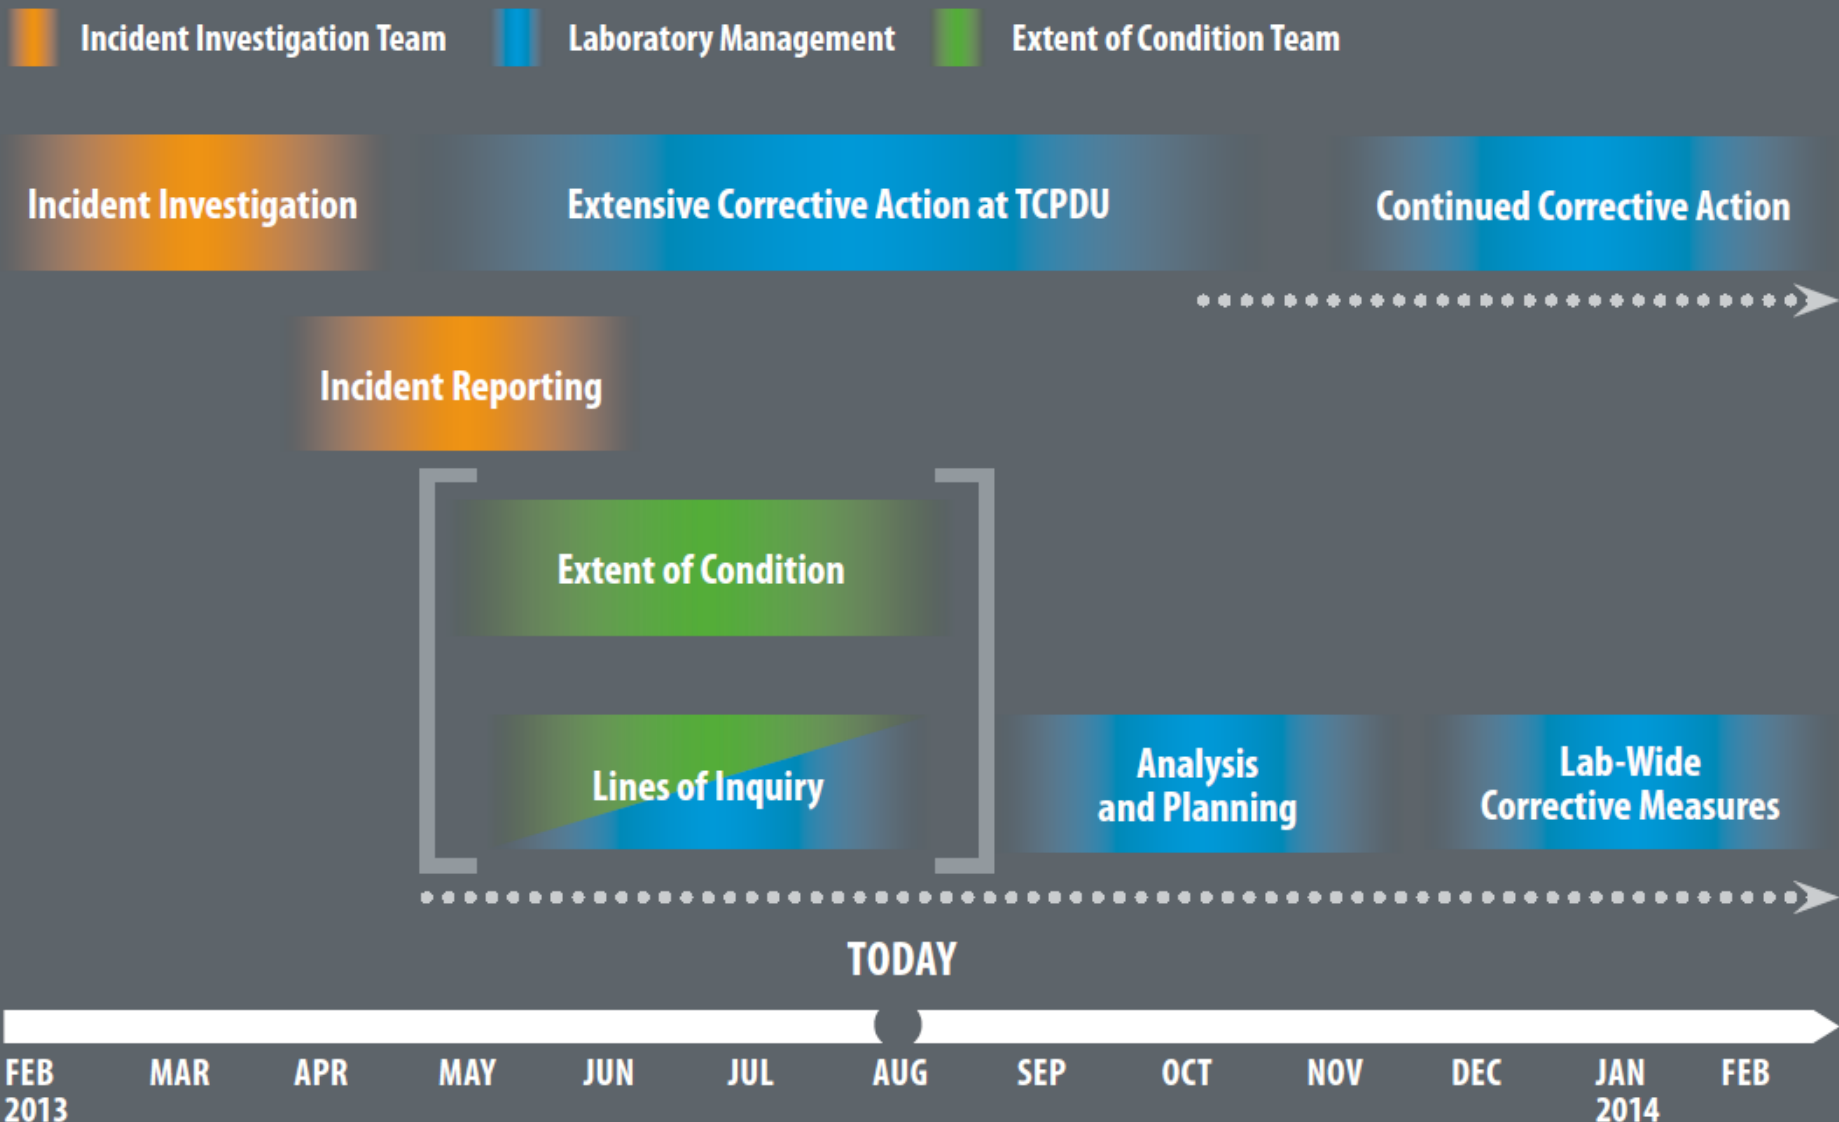 Incident Investigation Team
Laboratory Management
Extent of Condition Team
Incident Investigation
Extensive Corrective Action at TCPDU
Continued Corrective Action
Incident Reporting
Extent of Condition
Lines of Inquiry
Analysis
and Planning
Lab-Wide
Corrective Measures
TODAY
FEB
2013
MAR
APR
MAY
JUN
JUL
AUG
SEP
OCT
NOV
DEC
JAN
2014
FEB